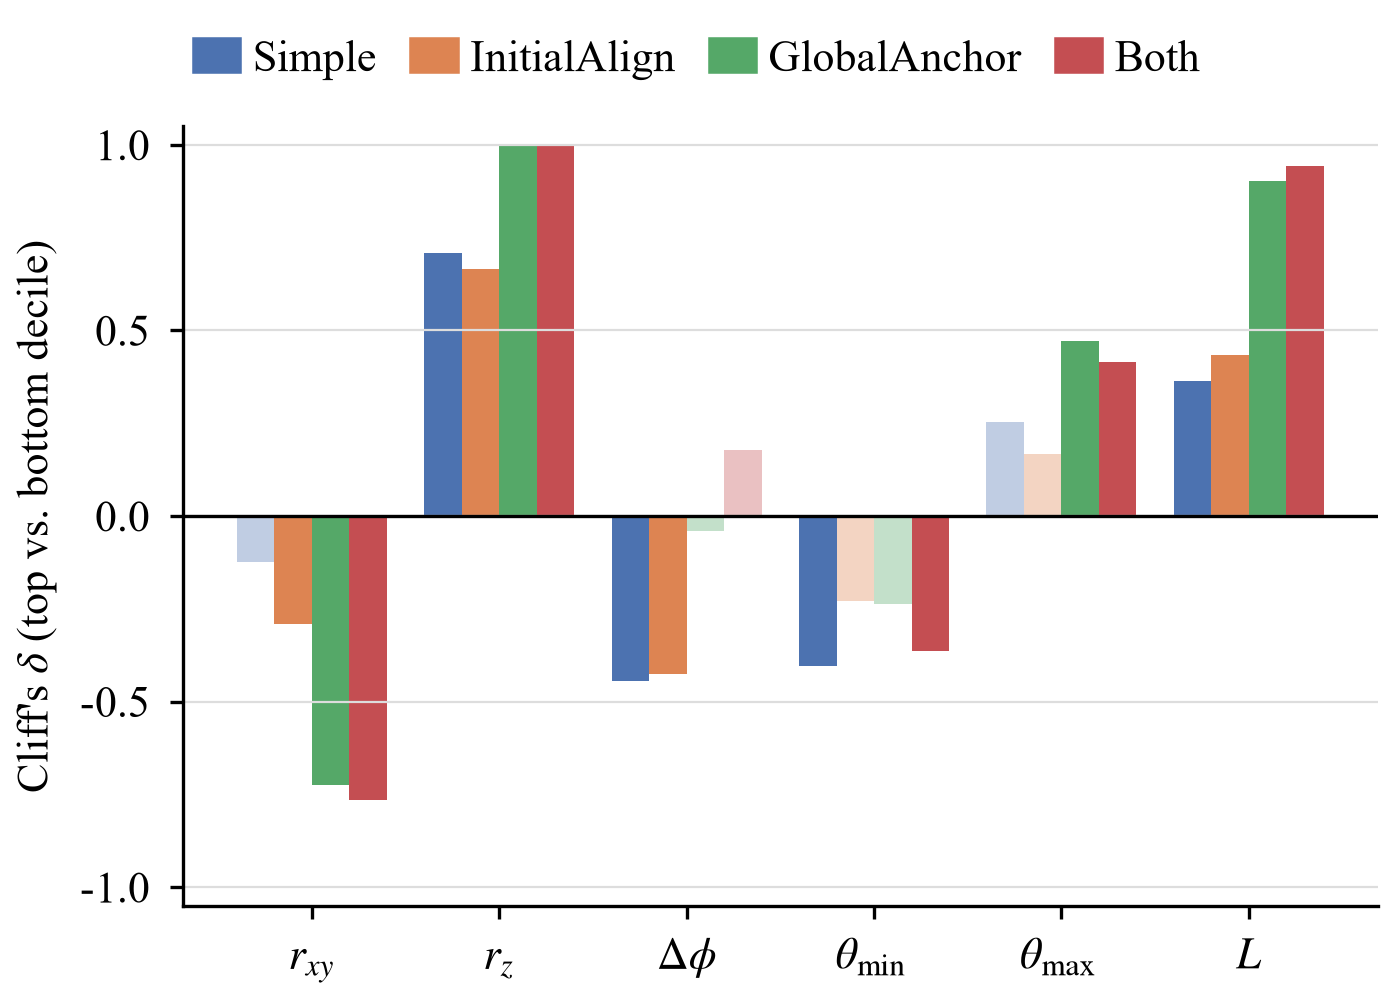 Simple InitialAlign GlobalAnchor Both
Cliff's δ (top vs. bottom decile)
1.0
0.5
0.0
-0.5
-1.0
r_xy r_z Δϕ θ_min θ_max L